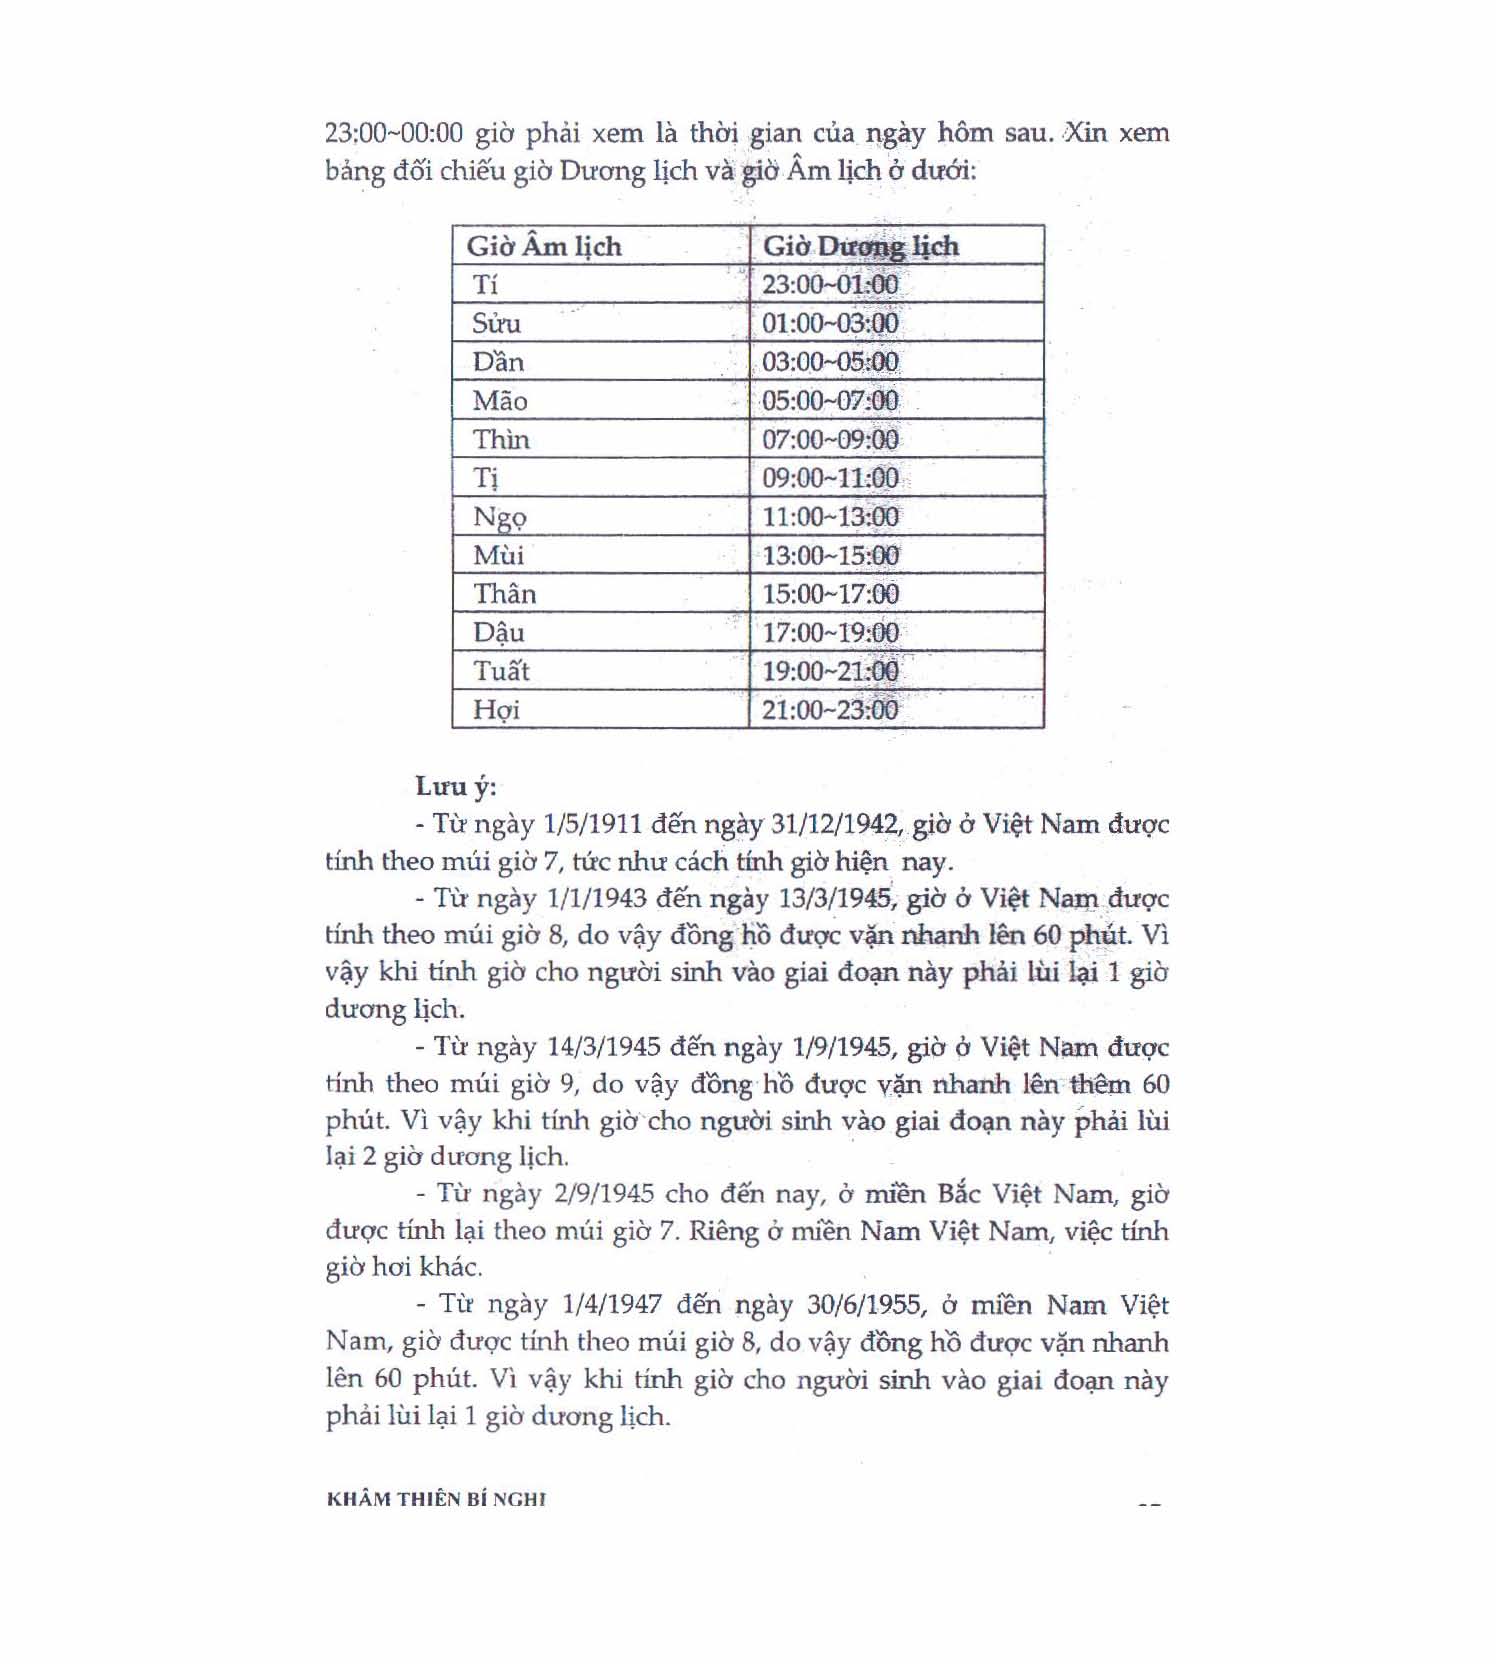 23:00~00:00 giờ phải xem là thời gian của ngày hôm sau. Xin xem
bảng đối chiếu giờ Dương lịch và giờ Âm lịch ở dưới:
Giờ Âm lịch Giờ Dương lịch
Tí 23:00~01:00
Sửu 01:00~03:00
Dần 03:00~05:00
Mão 05:00~07:00
Thìn 07:00~09:00
Tị 09:00~11:00
Ngọ 11:00~13:00
Mùi 13:00~15:00
Thân 15:00~17:00
Dậu 17:00~19:00
Tuất 19:00~21:00
Hợi 21:00~23:00
Lưu ý:
- Từ ngày 1/5/1911 đến ngày 31/12/1942, giờ ở Việt Nam được
tính theo múi giờ 7, tức như cách tính giờ hiện nay.
- Từ ngày 1/1/1943 đến ngày 13/3/1945, giờ ở Việt Nam được
tính theo múi giờ 8, do vậy đồng hồ được vặn nhanh lên 60 phút. Vì
vậy khi tính giờ cho người sinh vào giai đoạn này phải lùi lại 1 giờ
dương lịch.
- Từ ngày 14/3/1945 đến ngày 1/9/1945, giờ ở Việt Nam được
tính theo múi giờ 9, do vậy đồng hồ được vặn nhanh lên thêm 60
phút. Vì vậy khi tính giờ cho người sinh vào giai đoạn này phải lùi
lại 2 giờ dương lịch.
- Từ ngày 2/9/1945 cho đến nay, ở miền Bắc Việt Nam, giờ
được tính lại theo múi giờ 7. Riêng ở miền Nam Việt Nam, việc tính
giờ hơi khác.
- Từ ngày 1/4/1947 đến ngày 30/6/1955, ở miền Nam Việt
Nam, giờ được tính theo múi giờ 8, do vậy đồng hồ được vặn nhanh
lên 60 phút. Vì vậy khi tính giờ cho người sinh vào giai đoạn này
phải lùi lại 1 giờ dương lịch.
KHÂM THIÊN BÍ NGHI